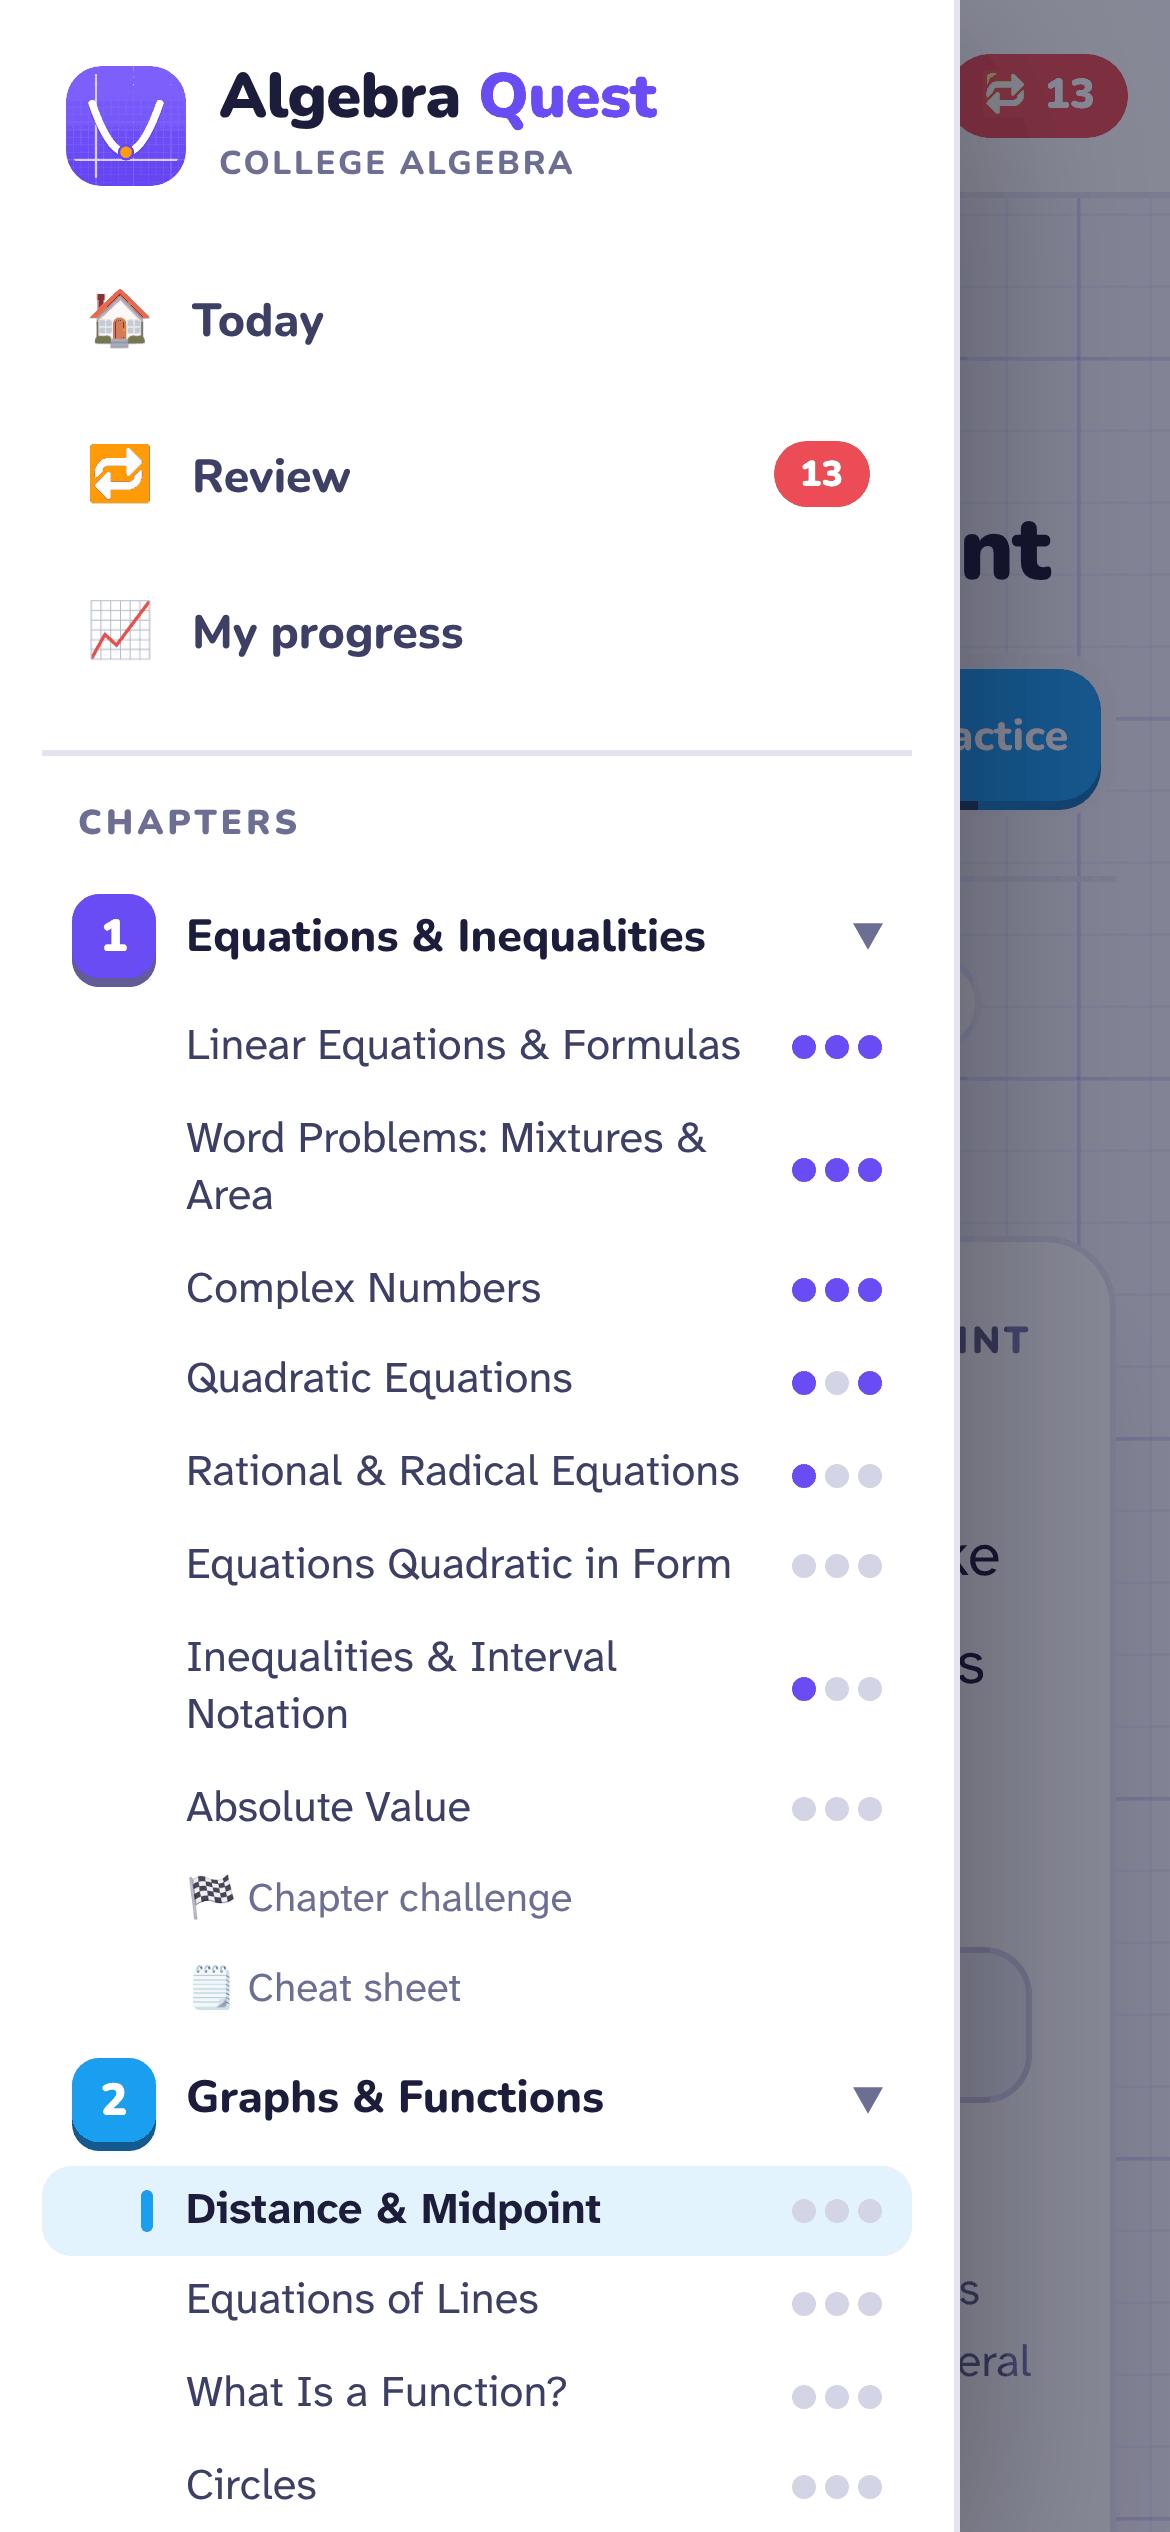 Algebra Quest
COLLEGE ALGEBRA
13
Today
Review
13
My progress
nt
actice
CHAPTERS
1
Equations & Inequalities
Linear Equations & Formulas
Word Problems: Mixtures &
Area
Complex Numbers
INT
Quadratic Equations
Rational & Radical Equations
Equations Quadratic in Form
ke
Inequalities & Interval
s
Notation
Absolute Value
Chapter challenge
Cheat sheet
2
Graphs & Functions
Distance & Midpoint
Equations of Lines
s
What Is a Function?
eral
Circles